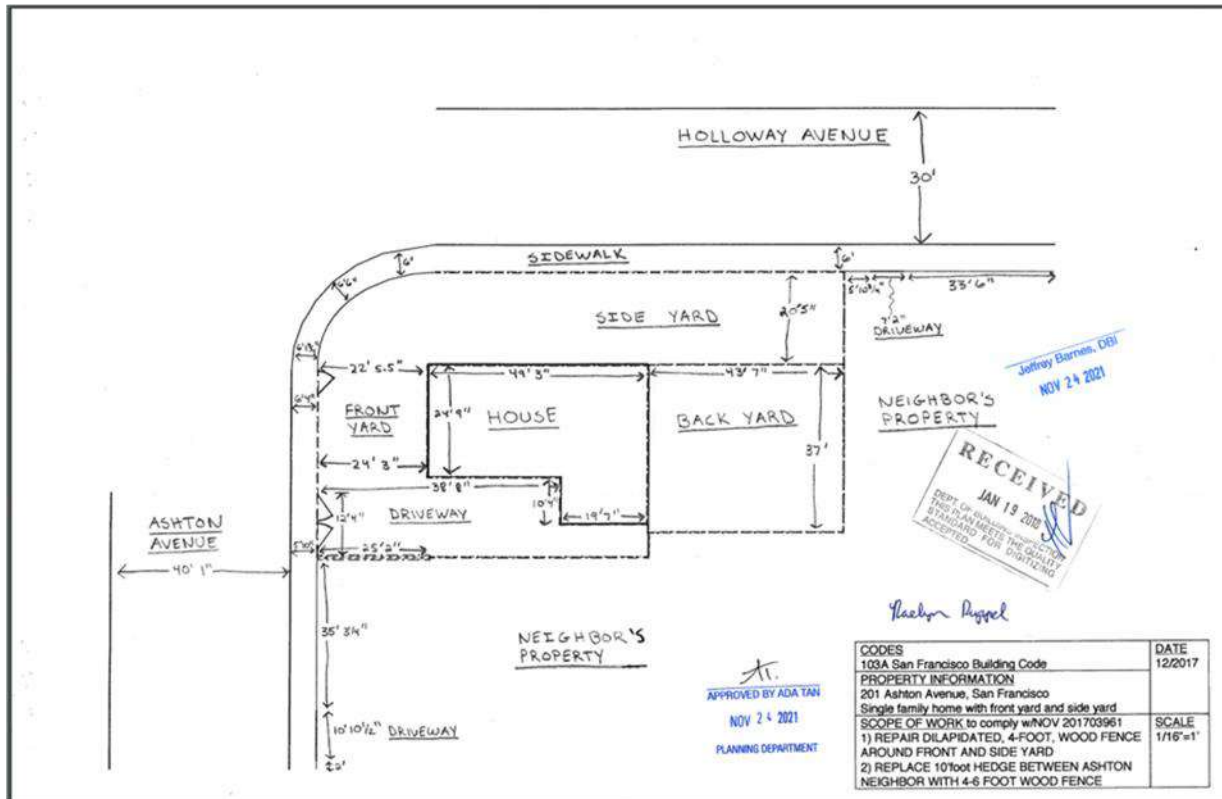 HOLLOWAY AVENUE
30'
SIDEWALK
6'
6'
6'6"
5'10¾"
33'6"
7'2"
DRIVEWAY
SIDE YARD
20'5"
22' 5.5"
49' 3"
43' 7"
6'4"
FRONT
YARD
24'9"
HOUSE
BACK YARD
37'
NEIGHBOR'S
PROPERTY
24' 3"
38' 8"
10'4"
19'7"
12'4"
DRIVEWAY
25'2"
ASHTON
AVENUE
40' 1"
35' 3/4"
NEIGHBOR'S
PROPERTY
10' 10½" DRIVEWAY
2'
Jeffrey Barnes, DBI
NOV 24 2021
RECEIVED
JAN 19 2018
DEPT. OF BUILDING INSPECTION
THIS PLAN MEETS THE QUALITY
STANDARD FOR DIGITIZING
ACCEPTED
APPROVED BY ADA TAN
NOV 24 2021
PLANNING DEPARTMENT
CODES
103A San Francisco Building Code
DATE
12/2017
PROPERTY INFORMATION
201 Ashton Avenue, San Francisco
Single family home with front yard and side yard
SCOPE OF WORK to comply w/NOV 201703961
1) REPAIR DILAPIDATED, 4-FOOT, WOOD FENCE
AROUND FRONT AND SIDE YARD
2) REPLACE 10'foot HEDGE BETWEEN ASHTON
NEIGHBOR WITH 4-6 FOOT WOOD FENCE
SCALE
1/16"=1'